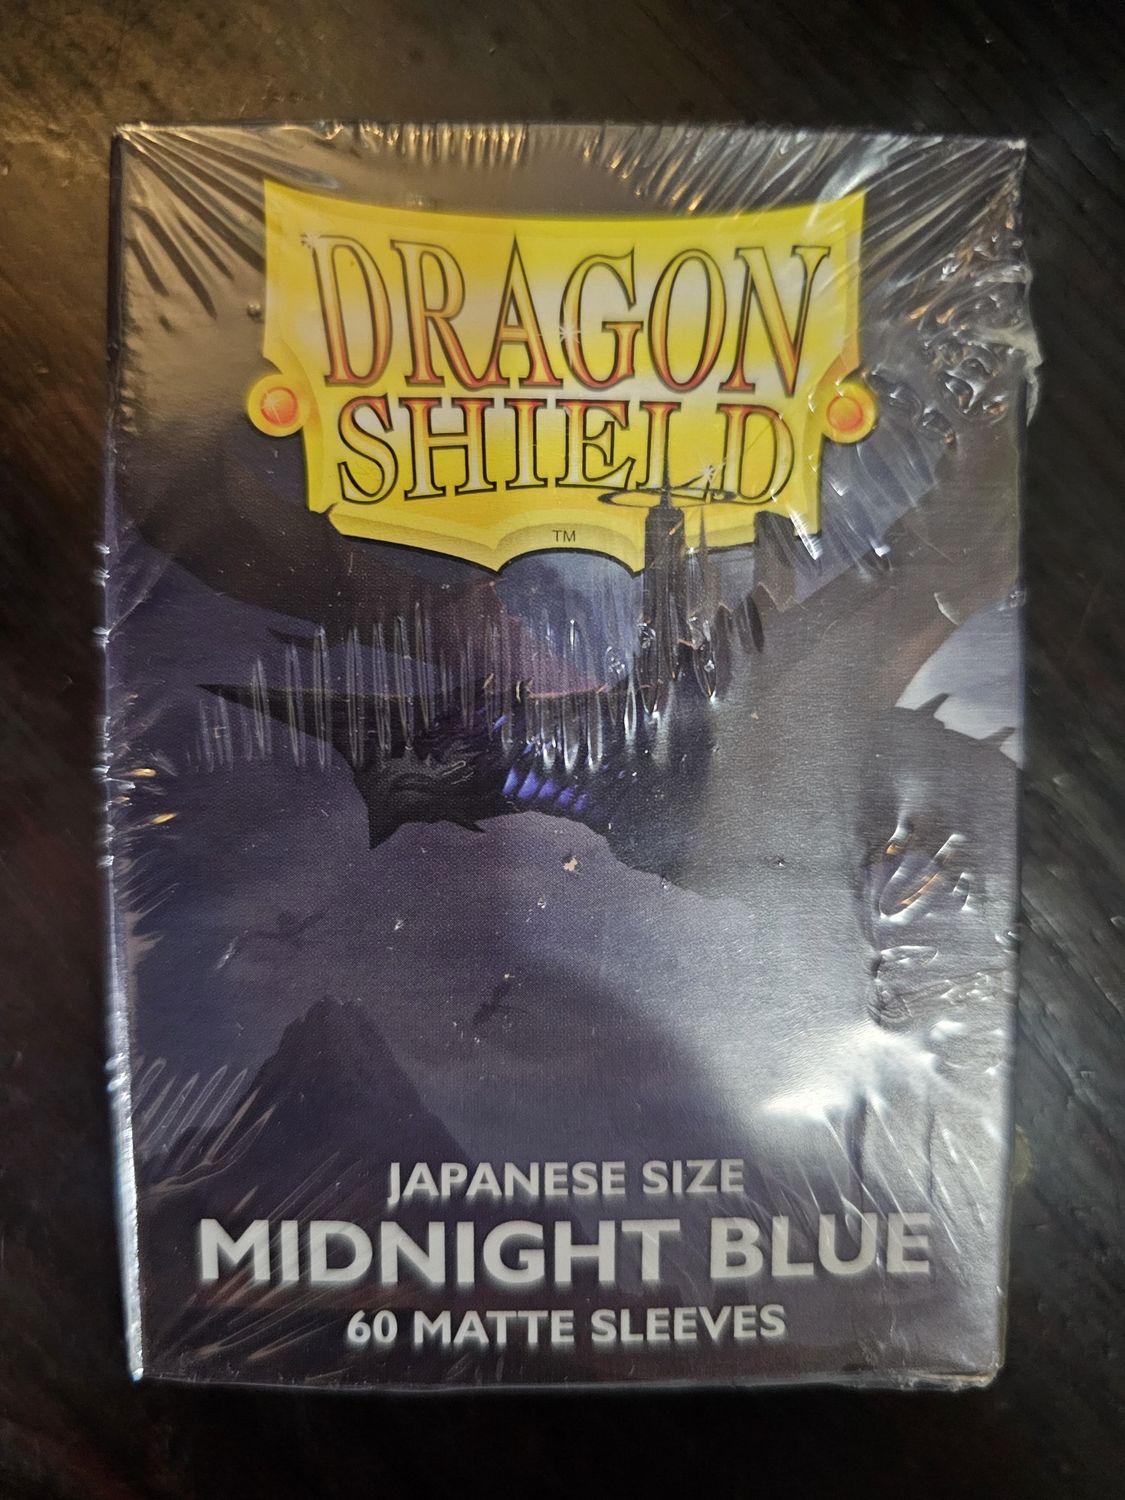 DRAGON
SHIELD
TM
JAPANESE SIZE
MIDNIGHT BLUE
60 MATTE SLEEVES